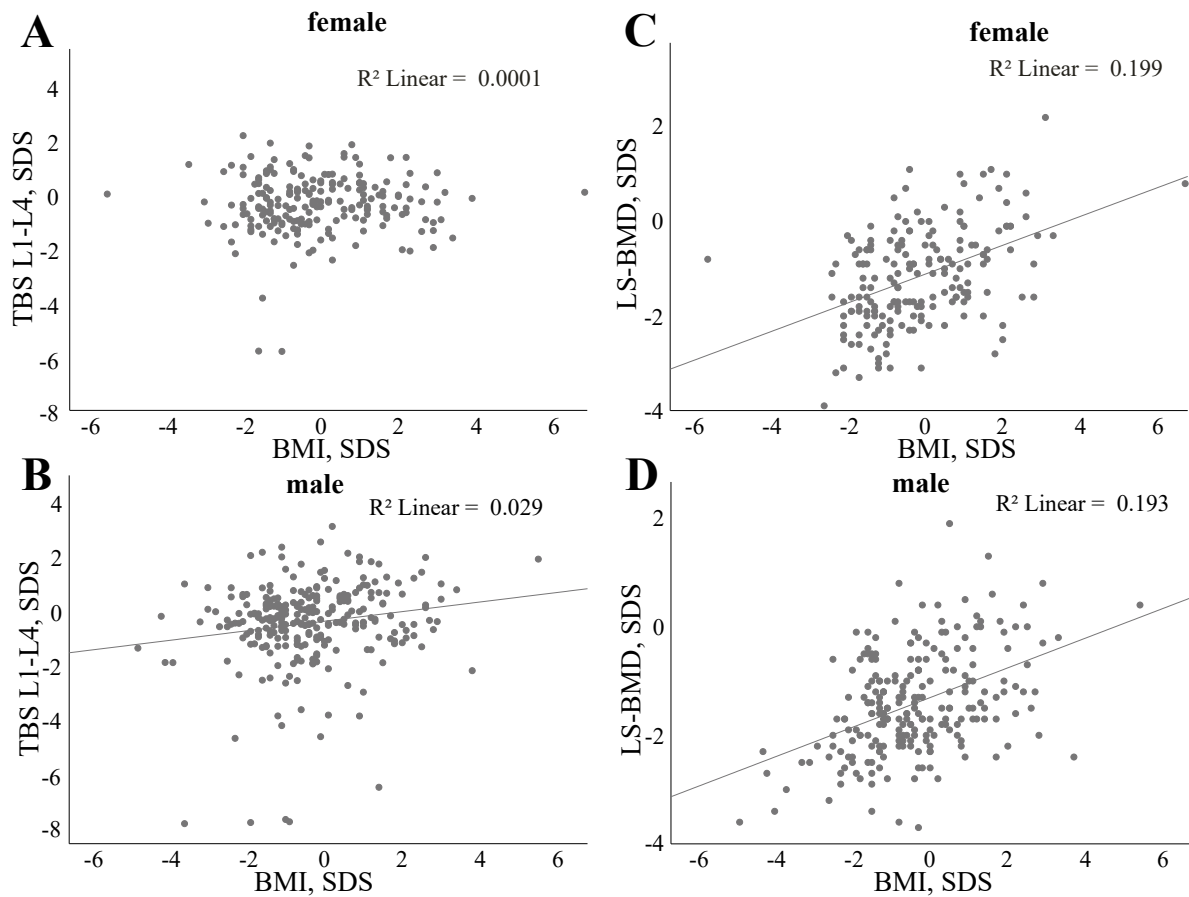 A
female
R² Linear = 0.0001
TBS L1-L4, SDS
4
2
0
-2
-4
-6
-8
-6
-4
-2
0
2
4
6
BMI, SDS
B
male
R² Linear = 0.029
TBS L1-L4, SDS
4
2
0
-2
-4
-6
-8
-6
-4
-2
0
2
4
6
BMI, SDS
C
female
R² Linear = 0.199
LS-BMD, SDS
2
0
-2
-4
-6
-4
-2
0
2
4
6
BMI, SDS
D
male
R² Linear = 0.193
LS-BMD, SDS
2
0
-2
-4
-6
-4
-2
0
2
4
6
BMI, SDS